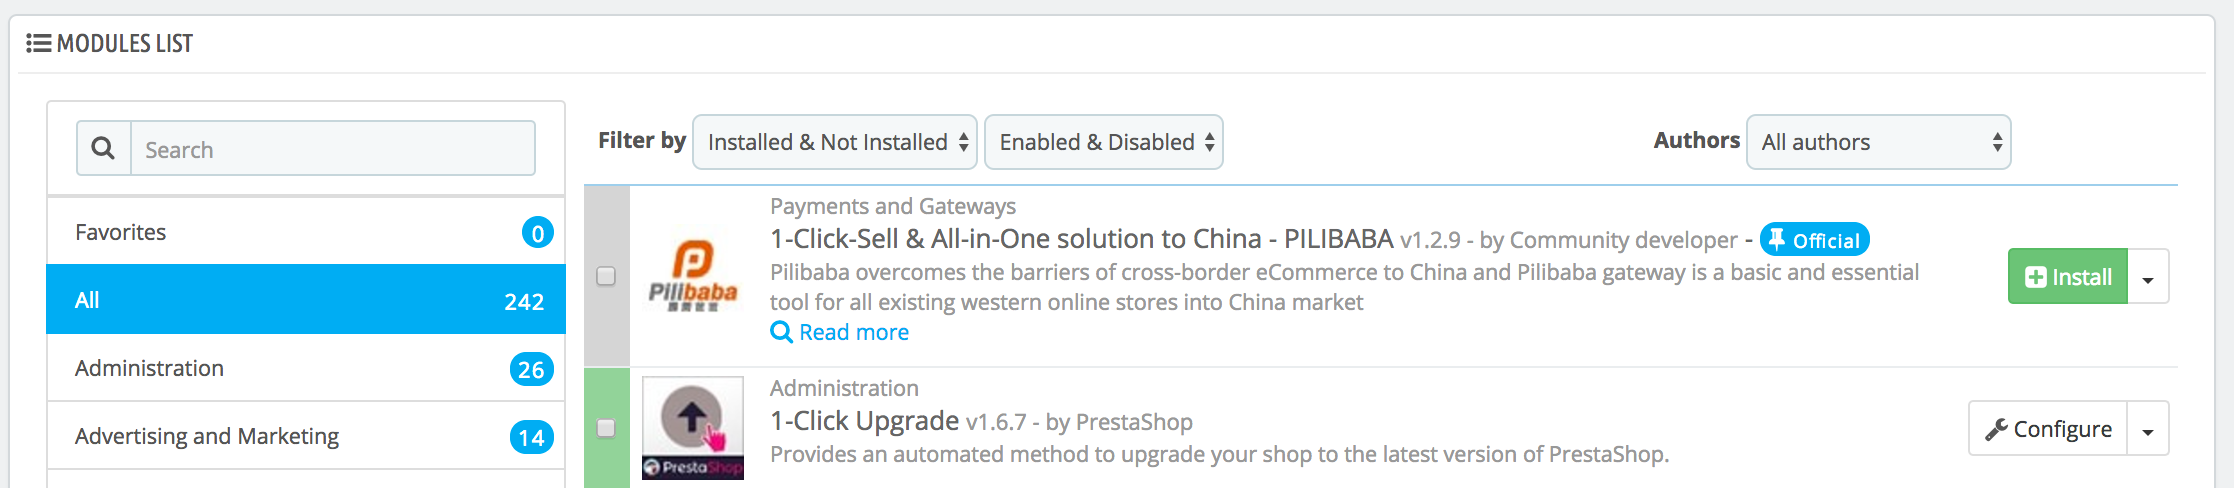 MODULES LIST
Search
Filter by Installed & Not Installed Enabled & Disabled Authors All authors
Favorites 0
All 242
Administration 26
Advertising and Marketing 14
Payments and Gateways
1-Click-Sell & All-in-One solution to China - PILIBABA v1.2.9 - by Community developer - Official
Pilibaba overcomes the barriers of cross-border eCommerce to China and Pilibaba gateway is a basic and essential
tool for all existing western online stores into China market
Read more
Pilibaba
Install
Administration
1-Click Upgrade v1.6.7 - by PrestaShop
Provides an automated method to upgrade your shop to the latest version of PrestaShop.
PrestaShop
Configure